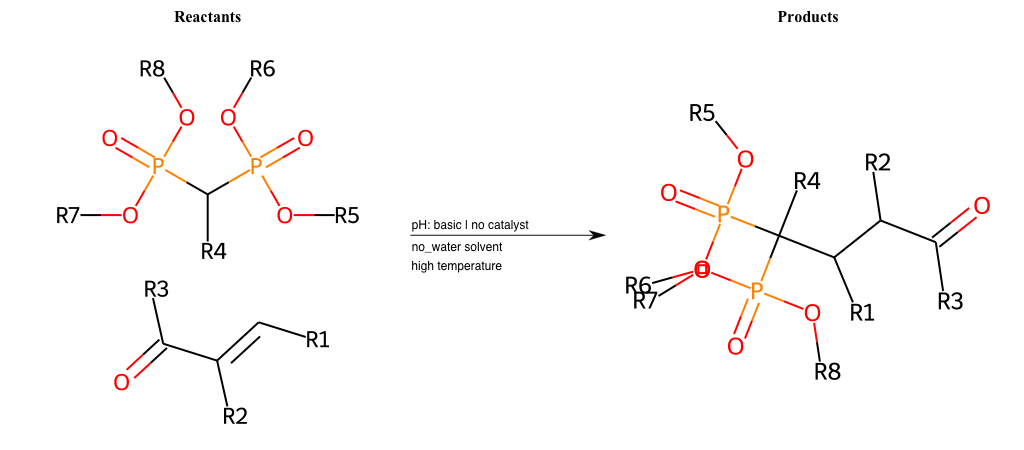 Reactants
Products
R8
R6
O
O
O
O
P
P
R7
O
O
R5
R4
R3
R1
O
R2
pH: basic | no catalyst
no_water solvent
high temperature
R5
O
R2
R4
O
P
O
R6
O
O
R7
P
O
R1
R3
O
R8